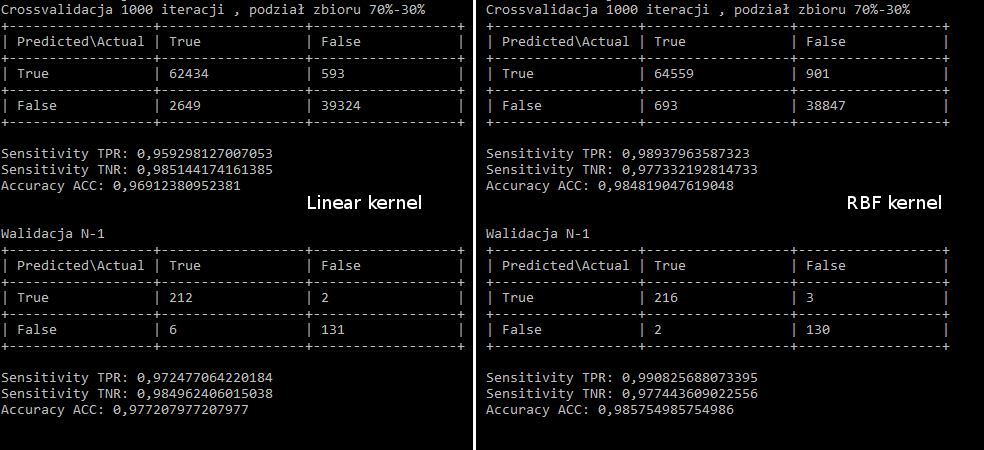 Crosswalidacja 1000 iteracji , podział zbioru 70%-30%
| Predicted\Actual | True | False |
| True | 62434 | 593 |
| False | 2649 | 39324 |
Sensitivity TPR: 0,959298127007053
Sensitivity TNR: 0,985144174161385
Accuracy ACC: 0,96912380952381
Linear kernel
Walidacja N-1
| Predicted\Actual | True | False |
| True | 212 | 2 |
| False | 6 | 131 |
Sensitivity TPR: 0,972477064220184
Sensitivity TNR: 0,984962406015038
Accuracy ACC: 0,977207977207977
Crossvalidacja 1000 iteracji , podział zbioru 70%-30%
| Predicted\Actual | True | False |
| True | 64559 | 901 |
| False | 693 | 38847 |
Sensitivity TPR: 0,98937963587323
Sensitivity TNR: 0,977332192814733
Accuracy ACC: 0,984819047619048
RBF kernel
Walidacja N-1
| Predicted\Actual | True | False |
| True | 216 | 3 |
| False | 2 | 130 |
Sensitivity TPR: 0,990825688073395
Sensitivity TNR: 0,977443609022556
Accuracy ACC: 0,985754985754986